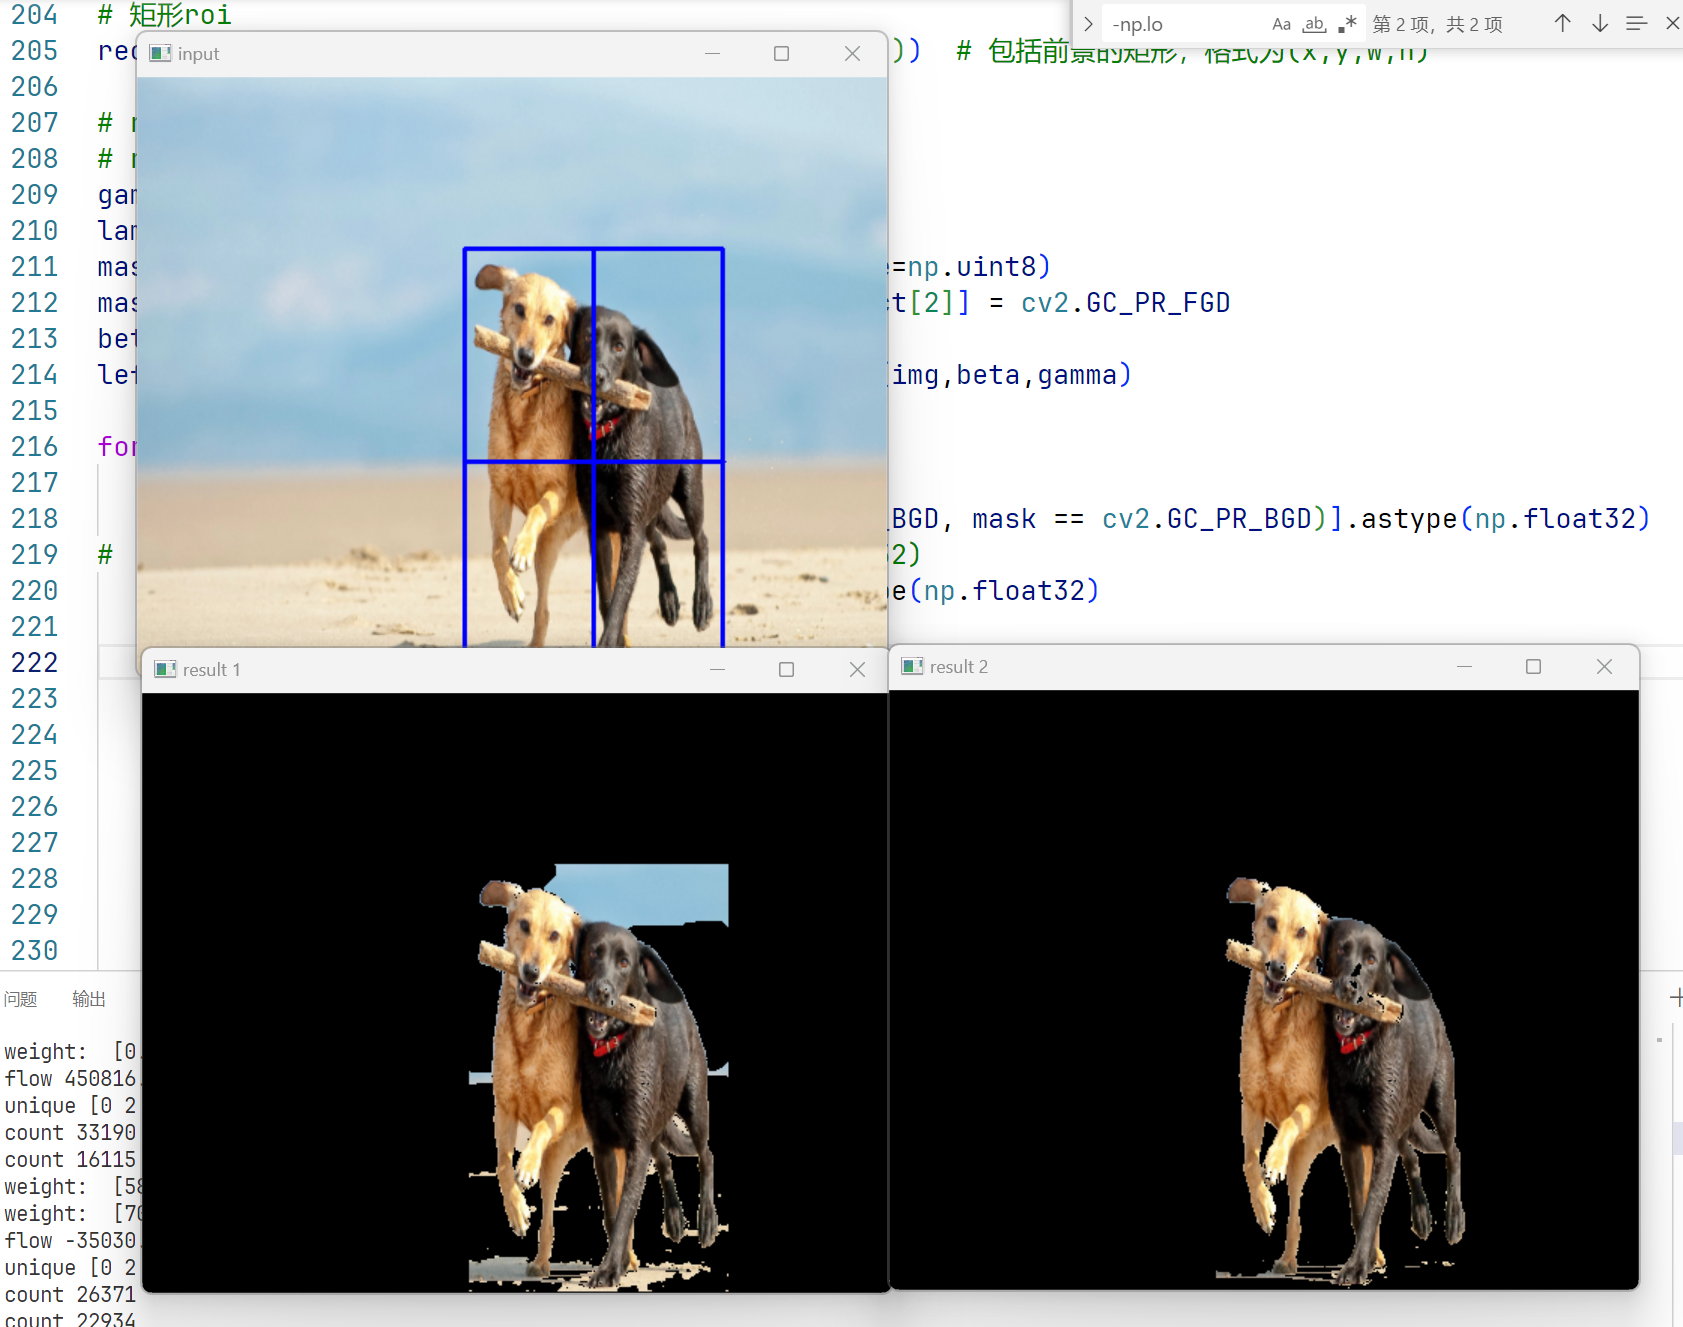 204 # 矩形roi
-np.lo Aa ab 第 2 项, 共 2 项
205 rec )) # 包括前景的矩形, 格式为(x,y,w,h)
input
206
207 #
208 #
209 gam
210 lam
211 mas =np.uint8)
212 mas t[2]] = cv2.GC_PR_FGD
213 bet
214 lef img,beta,gamma)
215
216 for
217
218 _BGD, mask == cv2.GC_PR_BGD)].astype(np.float32)
219 # 2)
220 e(np.float32)
221
222
result 1
result 2
223
224
225
226
227
228
229
230
问题 输出
weight: [0.
flow 450816.
unique [0 2
count 33190
count 16115
weight: [58
weight: [70
flow -35030.
unique [0 2
count 26371
count 22934